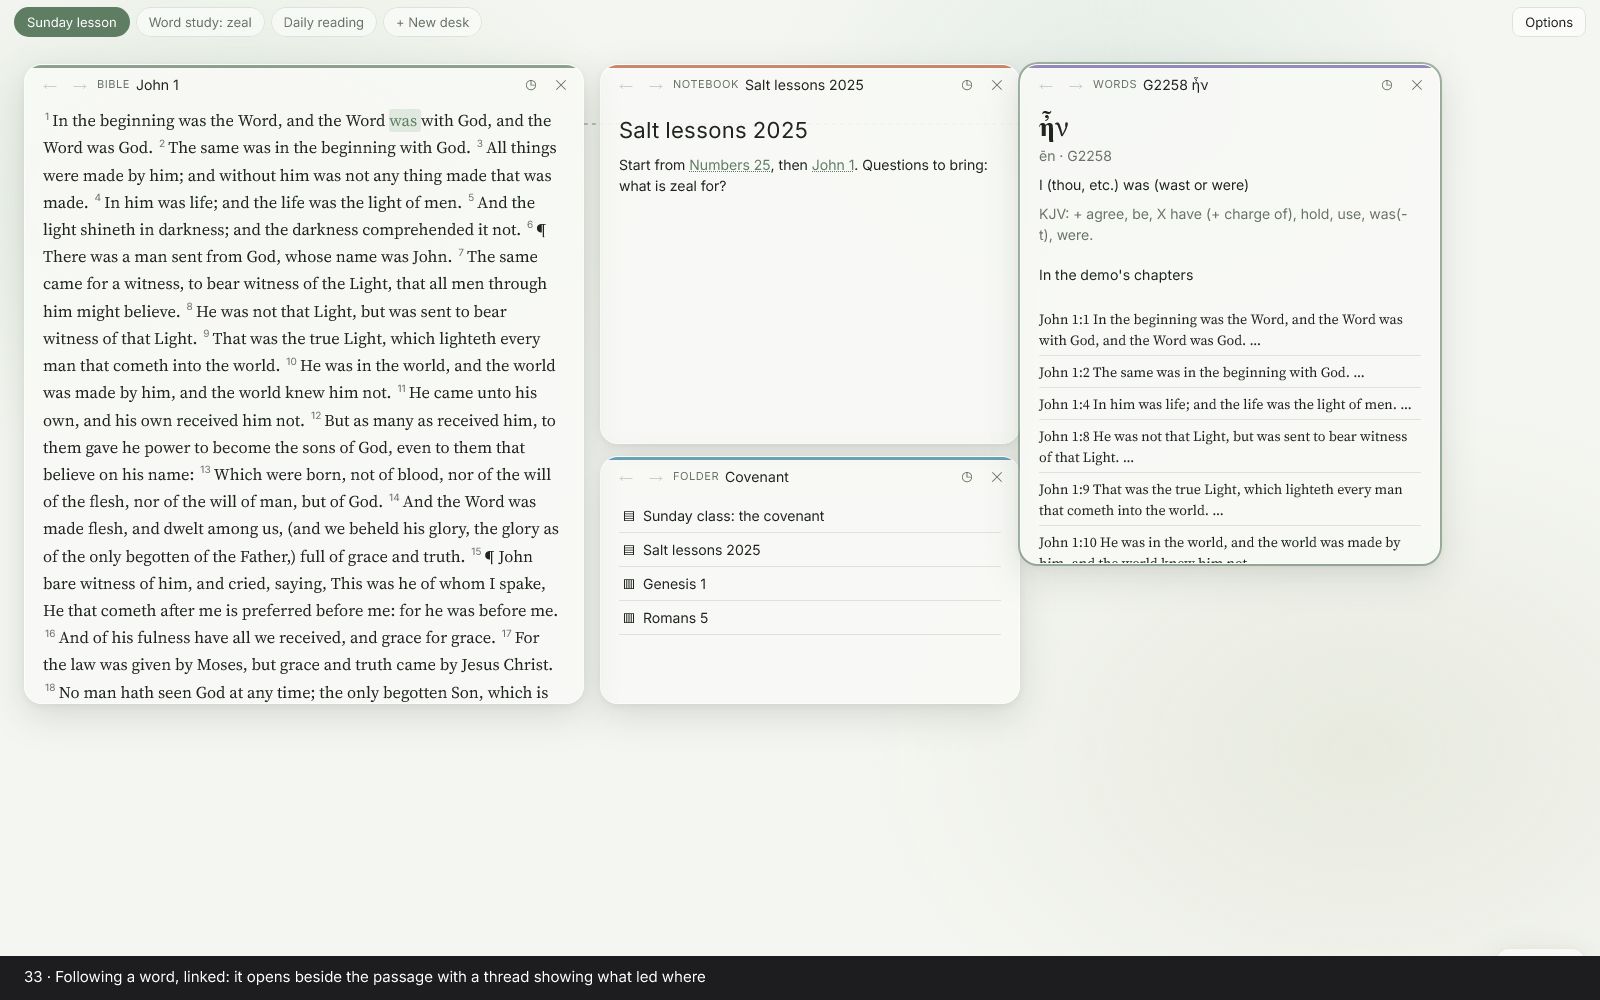 Sunday lesson
Word study: zeal
Daily reading
+ New desk
Options
← → BIBLE John 1
1 In the beginning was the Word, and the Word was with God, and the
Word was God. 2 The same was in the beginning with God. 3 All things
were made by him; and without him was not any thing made that was
made. 4 In him was life; and the life was the light of men. 5 And the
light shineth in darkness; and the darkness comprehended it not. 6 ¶
There was a man sent from God, whose name was John. 7 The same
came for a witness, to bear witness of the Light, that all men through
him might believe. 8 He was not that Light, but was sent to bear
witness of that Light. 9 That was the true Light, which lighteth every
man that cometh into the world. 10 He was in the world, and the world
was made by him, and the world knew him not. 11 He came unto his
own, and his own received him not. 12 But as many as received him, to
them gave he power to become the sons of God, even to them that
believe on his name: 13 Which were born, not of blood, nor of the will
of the flesh, nor of the will of man, but of God. 14 And the Word was
made flesh, and dwelt among us, (and we beheld his glory, the glory as
of the only begotten of the Father,) full of grace and truth. 15 ¶ John
bare witness of him, and cried, saying, This was he of whom I spake,
He that cometh after me is preferred before me: for he was before me.
16 And of his fulness have all we received, and grace for grace. 17 For
the law was given by Moses, but grace and truth came by Jesus Christ.
18 No man hath seen God at any time; the only begotten Son, which is
← → NOTEBOOK Salt lessons 2025
Salt lessons 2025
Start from Numbers 25, then John 1. Questions to bring:
what is zeal for?
← → FOLDER Covenant
Sunday class: the covenant
Salt lessons 2025
Genesis 1
Romans 5
← → WORDS G2258 ἦν
ἦν
ēn · G2258
I (thou, etc.) was (wast or were)
KJV: + agree, be, X have (+ charge of), hold, use, was(-
t), were.
In the demo's chapters
John 1:1 In the beginning was the Word, and the Word was
with God, and the Word was God. ...
John 1:2 The same was in the beginning with God. ...
John 1:4 In him was life; and the life was the light of men. ...
John 1:8 He was not that Light, but was sent to bear witness
of that Light. ...
John 1:9 That was the true Light, which lighteth every man
that cometh into the world. ...
John 1:10 He was in the world, and the world was made by
him, and the world knew him not.
33 · Following a word, linked: it opens beside the passage with a thread showing what led where